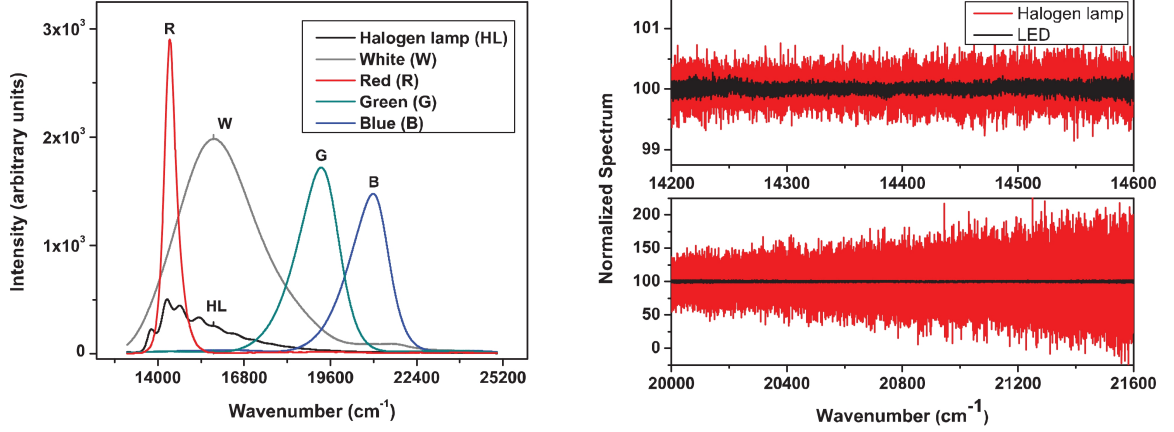 3x10³
2x10³
1x10³
0
Intensity (arbitrary units)
R
W
G
B
HL
Halogen lamp (HL)
White (W)
Red (R)
Green (G)
Blue (B)
14000 16800 19600 22400 25200
Wavenumber (cm⁻¹)
Normalized Spectrum
Halogen lamp
LED
101
100
99
14200 14300 14400 14500 14600
200
150
100
50
0
20000 20400 20800 21200 21600
Wavenumber (cm⁻¹)